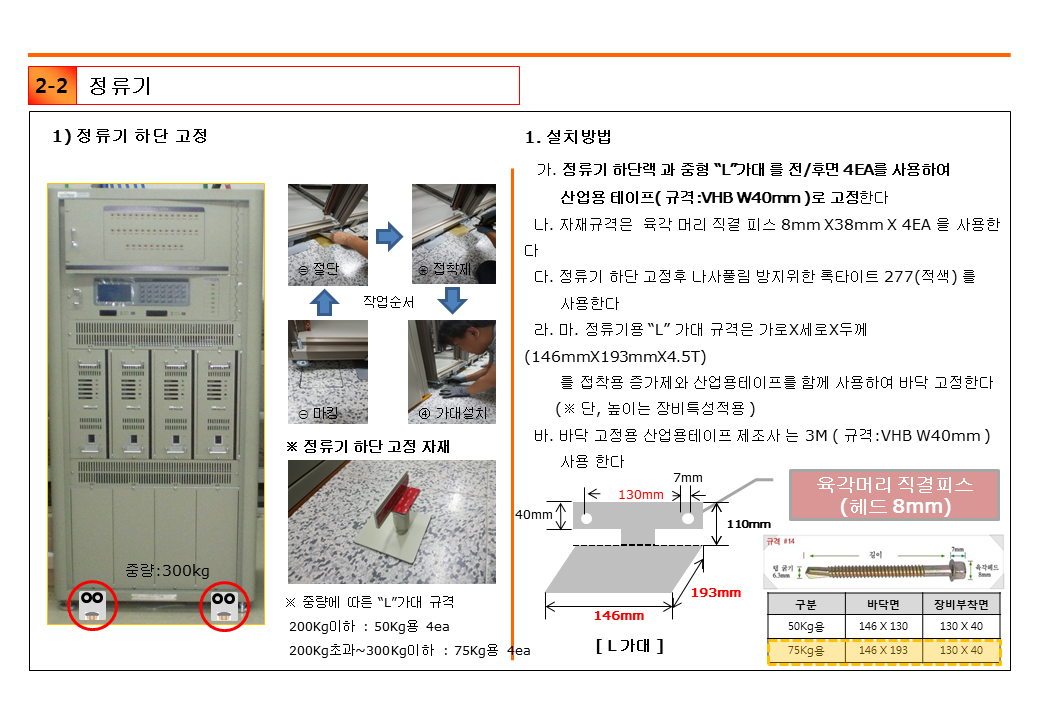 2-2 정류기
1) 정류기 하단 고정
중량:300kg
㊂ 절단
접착제
작업순서
㊀ 마킹
④ 가대설치
※ 정류기 하단 고정 자재
※ 중량에 따른 “L”가대 규격
200Kg이하 : 50Kg용 4ea
200Kg초과~300Kg이하 : 75Kg용 4ea
1. 설치방법
가. 정류기 하단랙 과 중형 “L”가대 를 전/후면 4EA를 사용하여
산업용 테이프( 규격:VHB W40mm )로 고정한다
나. 자재규격은 육각 머리 직결 피스 8mm X38mm X 4EA 을 사용한
다
다. 정류기 하단 고정후 나사풀림 방지위한 록타이트 277(적색) 를
사용한다
라. 마. 정류기용 “L” 가대 규격은 가로X세로X두께
(146mmX193mmX4.5T)
를 접착용 증가제와 산업용테이프를 함께 사용하여 바닥 고정한다
(※ 단, 높이는 장비특성적용 )
바. 바닥 고정용 산업용테이프 제조사 는 3M ( 규격:VHB W40mm )
사용 한다
7mm
130mm
40mm
110mm
193mm
146mm
[ L 가대 ]
육각머리 직결피스
(헤드 8mm)
규격 #14
길이
7mm
탭 굵기
6.3mm
육각헤드
8mm
구분 바닥면 장비부착면
50Kg용 146 X 130 130 X 40
75Kg용 146 X 193 130 X 40